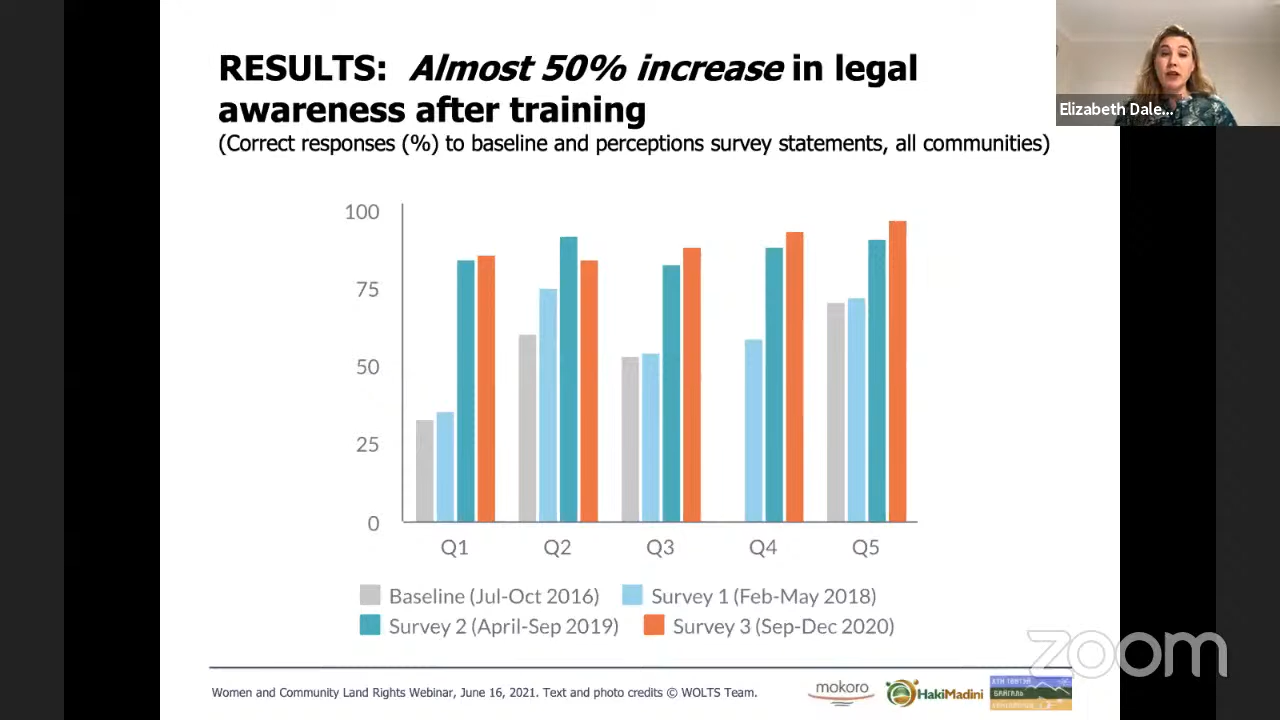 RESULTS: Almost 50% increase in legal
awareness after training
(Correct responses (%) to baseline and perceptions survey statements, all communities)
Elizabeth Dale...
100
75
50
25
0
Q1 Q2 Q3 Q4 Q5
Baseline (Jul-Oct 2016) Survey 1 (Feb-May 2018)
Survey 2 (April-Sep 2019) Survey 3 (Sep-Dec 2020)
zoom
Women and Community Land Rights Webinar, June 16, 2021. Text and photo credits © WOLTS Team.
mokoro
HakiMadini